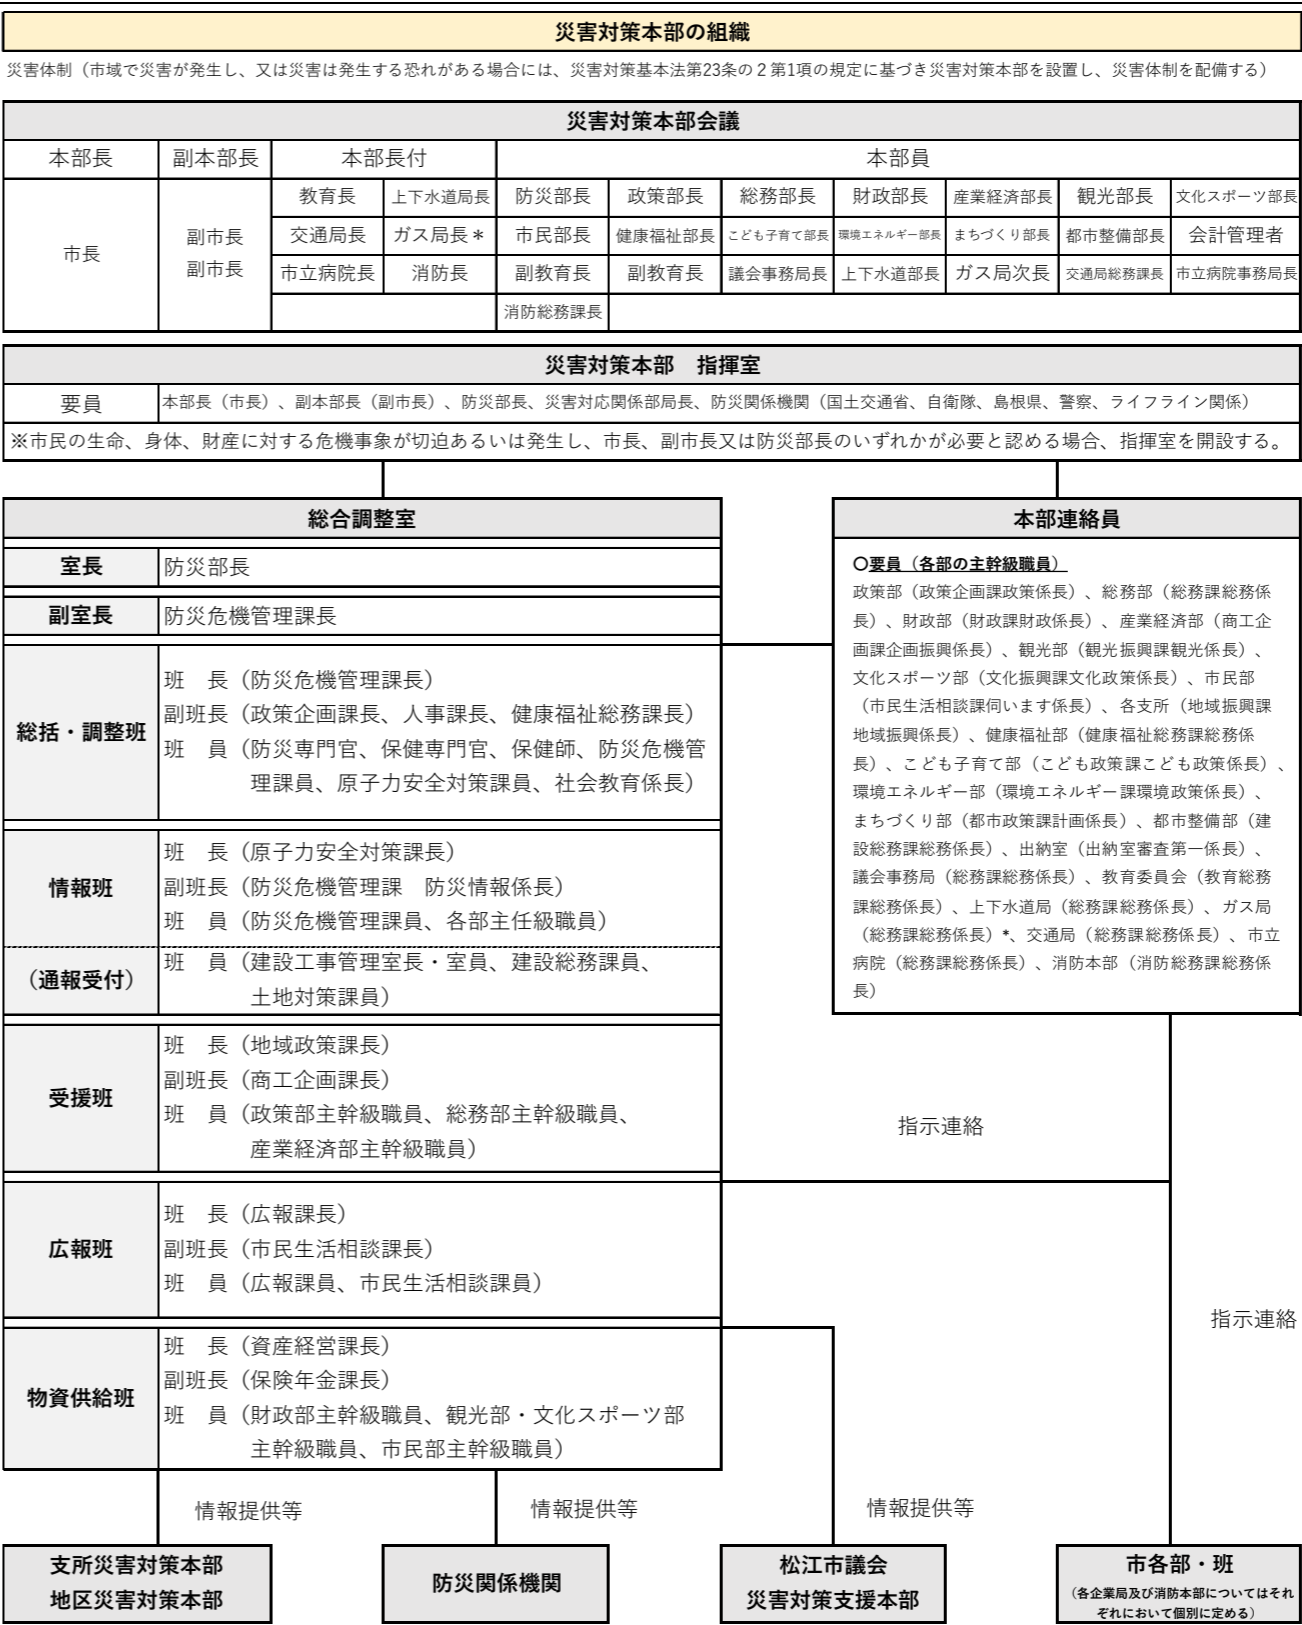 災害対策本部の組織
災害体制（市域で災害が発生し、又は災害は発生する恐れがある場合には、災害対策基本法第23条の２第1項の規定に基づき災害対策本部を設置し、災害体制を配備する）
災害対策本部会議
本部長 副本部長 本部長付 本部員
市長
副市長
副市長
教育長 上下水道局長 防災部長 政策部長 総務部長 財政部長 産業経済部長 観光部長 文化スポーツ部長
交通局長 ガス局長＊ 市民部長 健康福祉部長 こども子育て部長 環境エネルギー部長 まちづくり部長 都市整備部長 会計管理者
市立病院長 消防長 副教育長 副教育長 議会事務局長 上下水道部長 ガス局次長 交通局総務課長 市立病院事務局長
消防総務課長
災害対策本部　指揮室
要員 本部長（市長）、副本部長（副市長）、防災部長、災害対応関係部局長、防災関係機関（国土交通省、自衛隊、島根県、警察、ライフライン関係）
※市民の生命、身体、財産に対する危機事象が切迫あるいは発生し、市長、副市長又は防災部長のいずれかが必要と認める場合、指揮室を開設する。
総合調整室
室長 防災部長
副室長 防災危機管理課長
総括・調整班
班　長（防災危機管理課長）
副班長（政策企画課長、人事課長、健康福祉総務課長）
班　員（防災専門官、保健専門官、保健師、防災危機管
理課員、原子力安全対策課員、社会教育係長）
情報班
班　長（原子力安全対策課長）
副班長（防災危機管理課　防災情報係長）
班　員（防災危機管理課員、各部主任級職員）
（通報受付）
班　員（建設工事管理室長・室員、建設総務課員、
土地対策課員）
受援班
班　長（地域政策課長）
副班長（商工企画課長）
班　員（政策部主幹級職員、総務部主幹級職員、
産業経済部主幹級職員）
広報班
班　長（広報課長）
副班長（市民生活相談課長）
班　員（広報課員、市民生活相談課員）
物資供給班
班　長（資産経営課長）
副班長（保険年金課長）
班　員（財政部主幹級職員、観光部・文化スポーツ部
主幹級職員、市民部主幹級職員）
本部連絡員
〇要員（各部の主幹級職員）
政策部（政策企画課政策係長）、総務部（総務課総務係
長）、財政部（財政課財政係長）、産業経済部（商工企
画課企画振興係長）、観光部（観光振興課観光係長）、
文化スポーツ部（文化振興課文化政策係長）、市民部
（市民生活相談課伺います係長）、各支所（地域振興課
地域振興係長）、健康福祉部（健康福祉総務課総務係
長）、こども子育て部（こども政策課こども政策係長）、
環境エネルギー部（環境エネルギー課環境政策係長）、
まちづくり部（都市政策課計画係長）、都市整備部（建
設総務課総務係長）、出納室（出納室審査第一係長）、
議会事務局（総務課総務係長）、教育委員会（教育総務
課総務係長）、上下水道局（総務課総務係長）、ガス局
（総務課総務係長）*、交通局（総務課総務係長）、市立
病院（総務課総務係長）、消防本部（消防総務課総務係
長）
指示連絡
指示連絡
情報提供等 情報提供等 情報提供等
支所災害対策本部
地区災害対策本部
防災関係機関
松江市議会
災害対策支援本部
市各部・班
（各企業局及び消防本部についてはそれ
ぞれにおいて個別に定める）